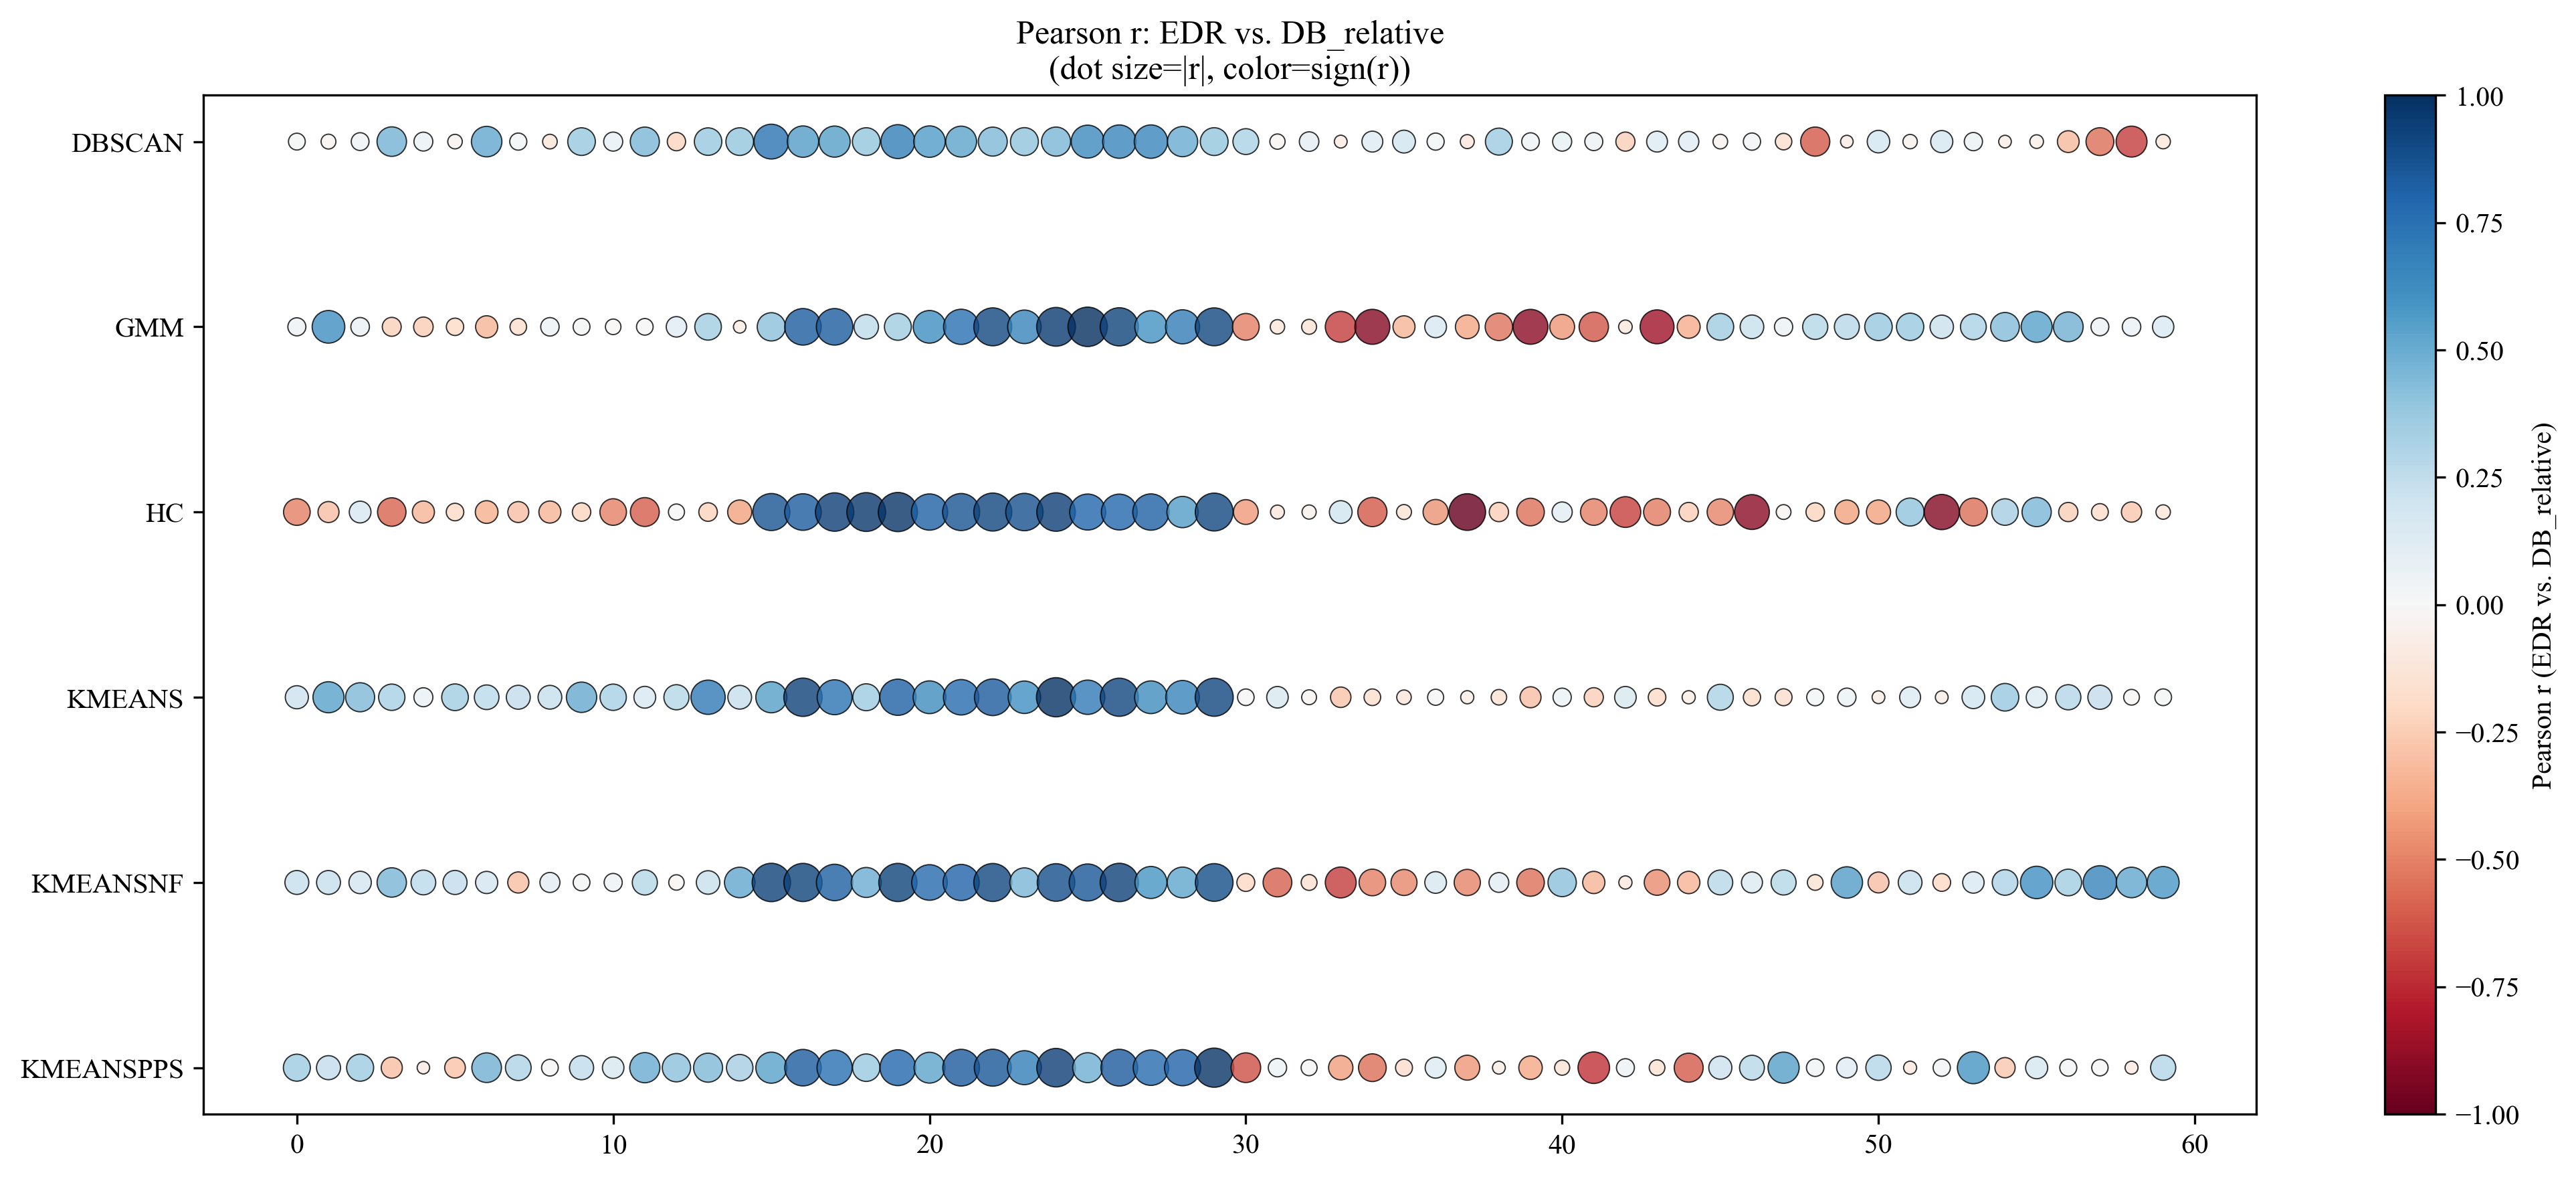 Pearson r: EDR vs. DB_relative
(dot size=|r|, color=sign(r))
DBSCAN
GMM
HC
KMEANS
KMEANSNF
KMEANSPPS
0 10 20 30 40 50 60
1.00
0.75
0.50
0.25
0.00
−0.25
−0.50
−0.75
−1.00
Pearson r (EDR vs. DB_relative)